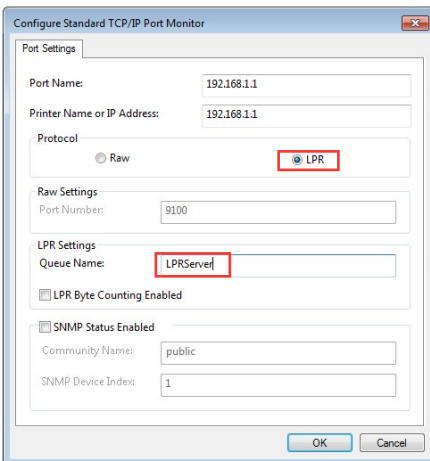 Configure Standard TCP/IP Port Monitor
Port Settings
Port Name: 192.168.1.1
Printer Name or IP Address: 192.168.1.1
Protocol
Raw LPR
Raw Settings
Port Number: 9100
LPR Settings
Queue Name: LPRServer
LPR Byte Counting Enabled
SNMP Status Enabled
Community Name: public
SNMP Device Index: 1
OK Cancel